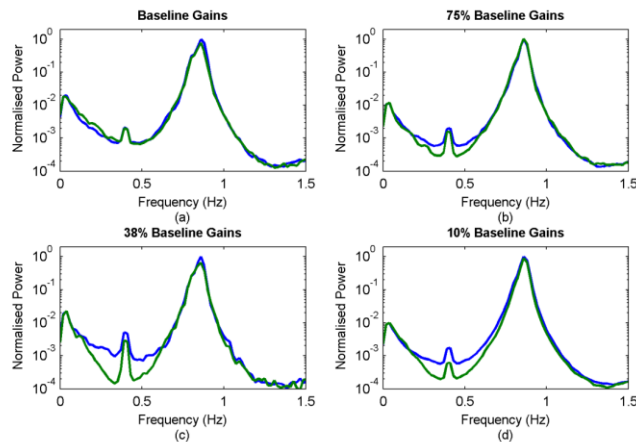 Baseline Gains
10^0
10^-1
10^-2
10^-3
10^-4
Normalised Power
0 0.5 1 1.5
Frequency (Hz)
(a)
75% Baseline Gains
10^0
10^-1
10^-2
10^-3
10^-4
Normalised Power
0 0.5 1 1.5
Frequency (Hz)
(b)
38% Baseline Gains
10^0
10^-1
10^-2
10^-3
10^-4
Normalised Power
0 0.5 1 1.5
Frequency (Hz)
(c)
10% Baseline Gains
10^0
10^-1
10^-2
10^-3
10^-4
Normalised Power
0 0.5 1 1.5
Frequency (Hz)
(d)